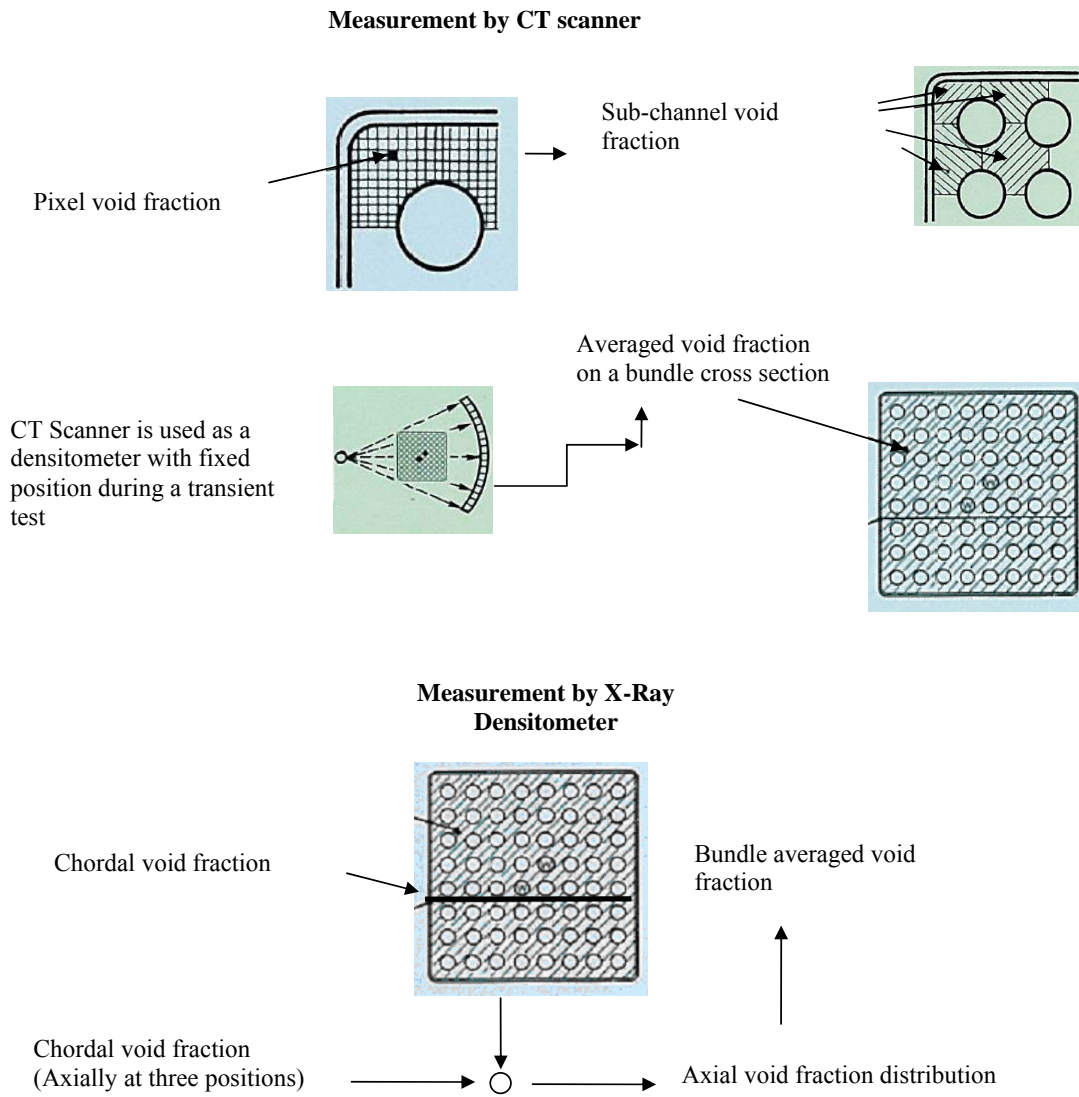 Measurement by CT scanner
Sub-channel void
fraction
Pixel void fraction
Averaged void fraction
on a bundle cross section
CT Scanner is used as a
densitometer with fixed
position during a transient
test
Measurement by X-Ray
Densitometer
Chordal void fraction
Bundle averaged void
fraction
Chordal void fraction
(Axially at three positions)
Axial void fraction distribution